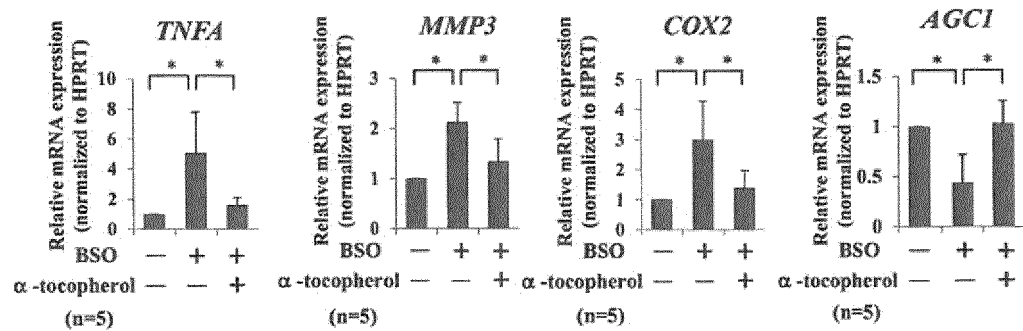 TNFA
MMP3
COX2
AGC1
Relative mRNA expression
(normalized to HPRT)
10
8
6
4
2
0
* *
Relative mRNA expression
(normalized to HPRT)
3
2
1
0
* *
Relative mRNA expression
(normalized to HPRT)
5
4
3
2
1
0
* *
Relative mRNA expression
(normalized to HPRT)
1.5
1
0.5
0
* *
BSO — + +
α-tocopherol — — +
(n=5)
BSO — + +
α-tocopherol — — +
(n=5)
BSO — + +
α-tocopherol — — +
(n=5)
BSO — + +
α-tocopherol — — +
(n=5)